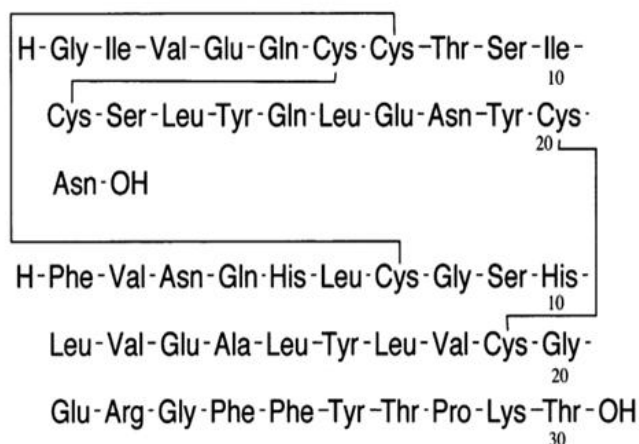 H-Gly-Ile-Val-Glu-Gln-Cys-Cys-Thr-Ser-Ile-
10
Cys-Ser-Leu-Tyr-Gln-Leu-Glu-Asn-Tyr-Cys-
20
Asn-OH
H-Phe-Val-Asn-Gln-His-Leu-Cys-Gly-Ser-His-
10
Leu-Val-Glu-Ala-Leu-Tyr-Leu-Val-Cys-Gly-
20
Glu-Arg-Gly-Phe-Phe-Tyr-Thr-Pro-Lys-Thr-OH
30